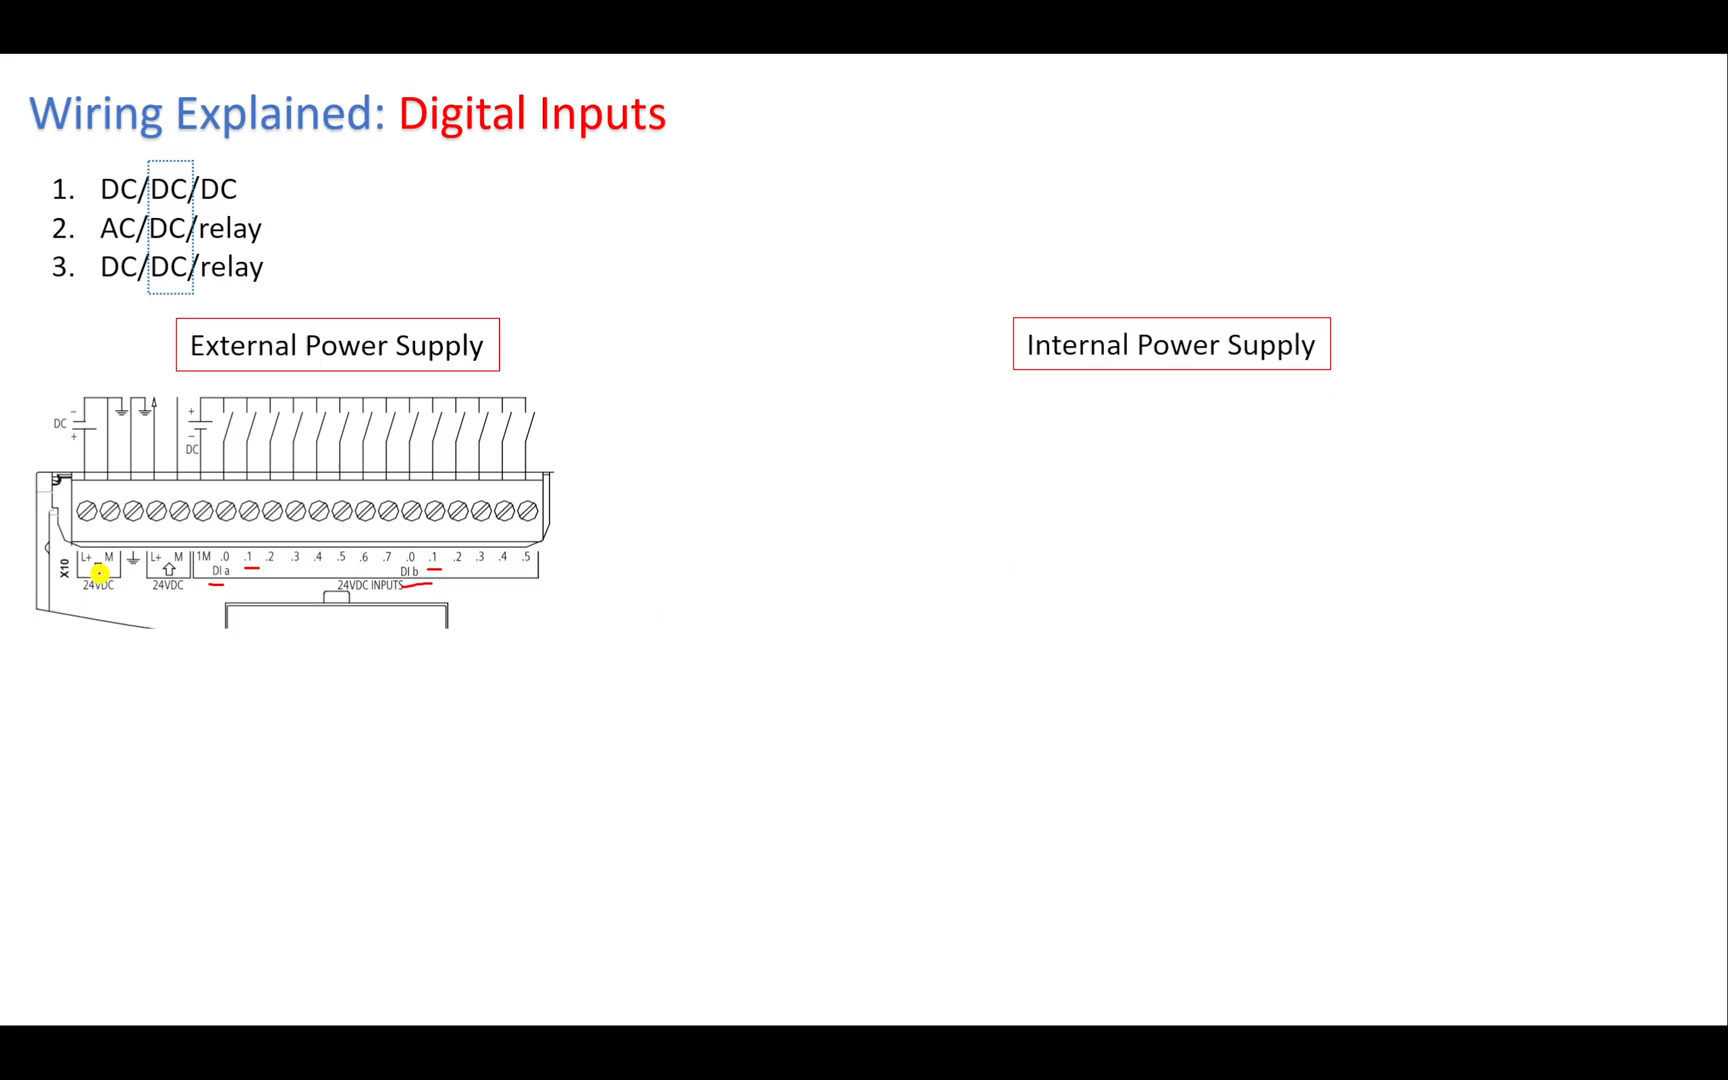 Wiring Explained: Digital Inputs
1. DC/DC/DC
2. AC/DC/relay
3. DC/DC/relay
External Power Supply
Internal Power Supply
DC
−
+
+
−
DC
X10
L+ M L+ M 1M .0 .1 .2 .3 .4 .5 .6 .7 .0 .1 .2 .3 .4 .5
DI a DI b
24VDC 24VDC 24VDC INPUTS